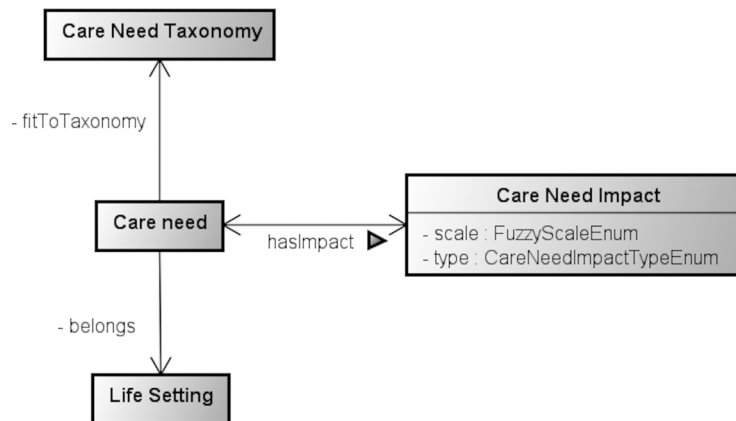 Care Need Taxonomy
- fitToTaxonomy
Care need
hasImpact
Care Need Impact
- scale : FuzzyScaleEnum
- type : CareNeedImpactTypeEnum
- belongs
Life Setting